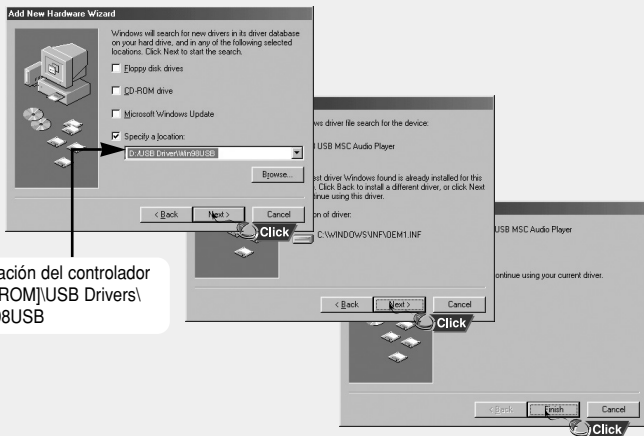 Add New Hardware Wizard
Windows will search for new drivers in its driver database
on your hard drive, and in any of the following selected
locations. Click Next to start the search.
Floppy disk drives
CD-ROM drive
Microsoft Windows Update
Specify a location:
D:/USB Driver\Win98USB
Browse...
< Back
Next >
Cancel
Click
ación del controlador
ROM]\USB Drivers\
98USB
ws driver file search for the device:
USB MSC Audio Player
est driver Windows found is already installed for this
. Click Back to install a different driver, or click Next
tinue using this driver.
on of driver:
C:\WINDOWS\INF\OEM1.INF
< Back
Next >
Cancel
Click
USB MSC Audio Player
ontinue using your current driver.
< Back
Finish
Cancel
Click